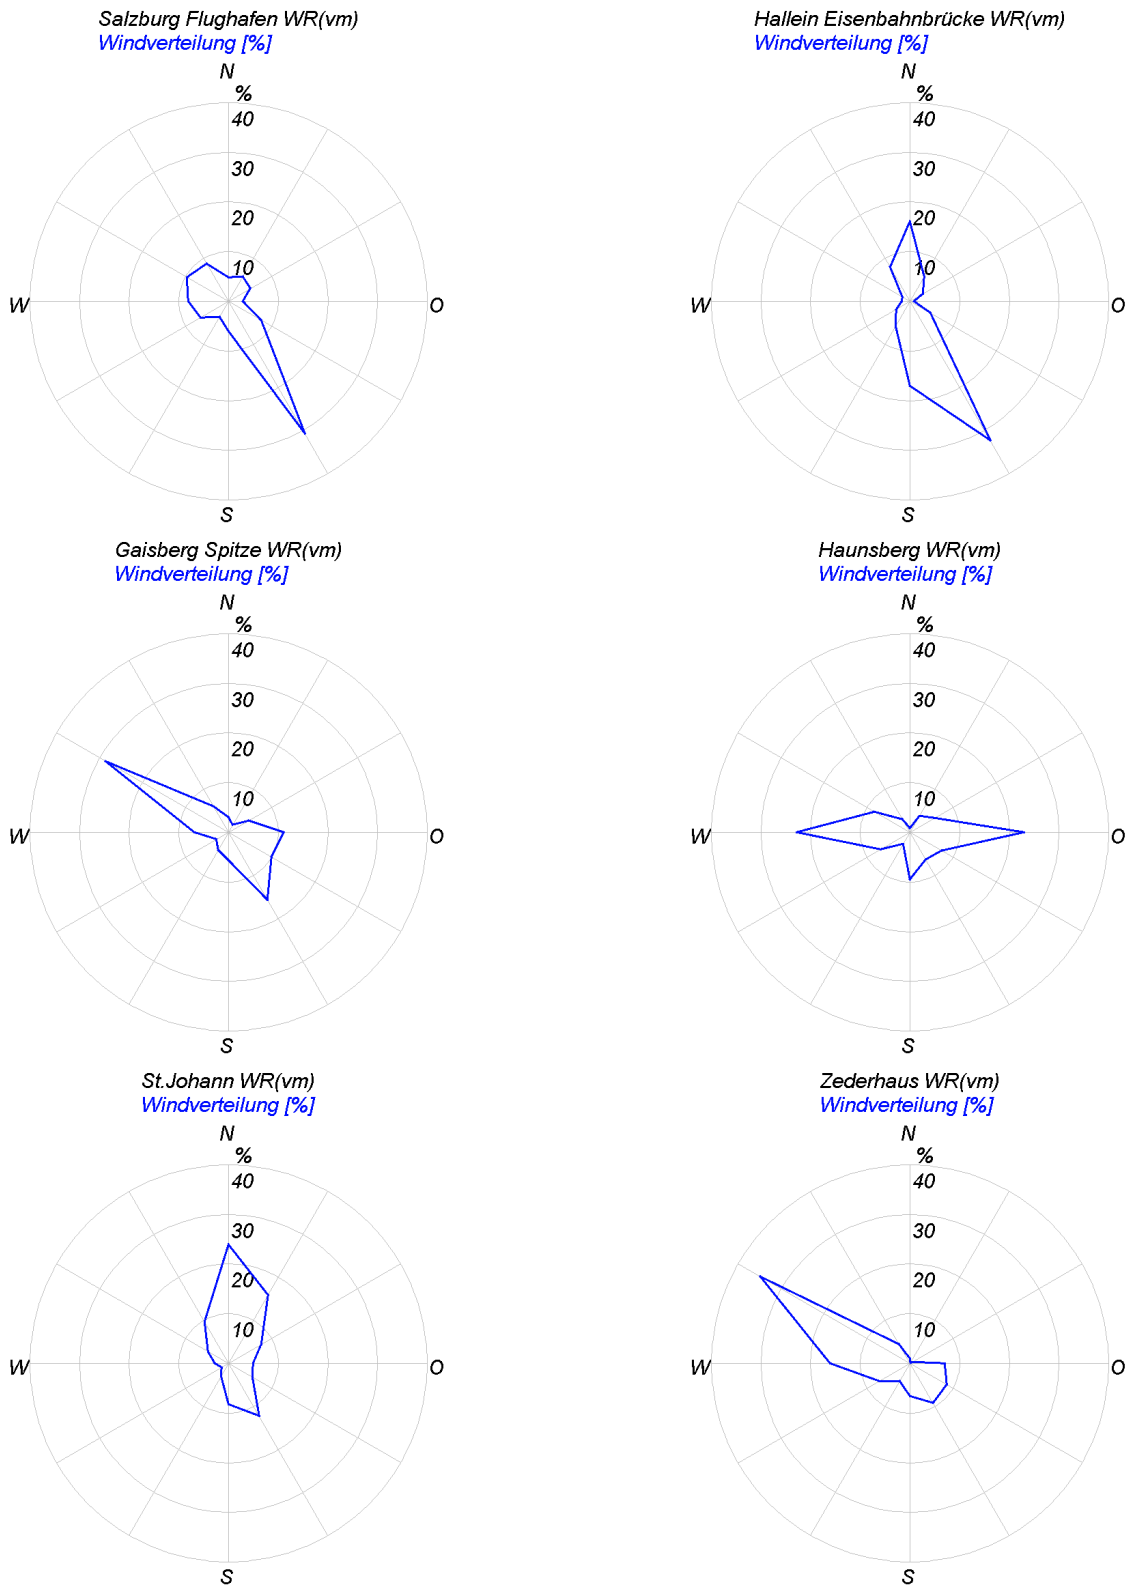 Salzburg Flughafen WR(vm)
Windverteilung [%]
N
%
40
30
20
10
W
O
S
Hallein Eisenbahnbrücke WR(vm)
Windverteilung [%]
N
%
40
30
20
10
W
O
S
Gaisberg Spitze WR(vm)
Windverteilung [%]
N
%
40
30
20
10
W
O
S
Haunsberg WR(vm)
Windverteilung [%]
N
%
40
30
20
10
W
O
S
St.Johann WR(vm)
Windverteilung [%]
N
%
40
30
20
10
W
O
S
Zederhaus WR(vm)
Windverteilung [%]
N
%
40
30
20
10
W
O
S